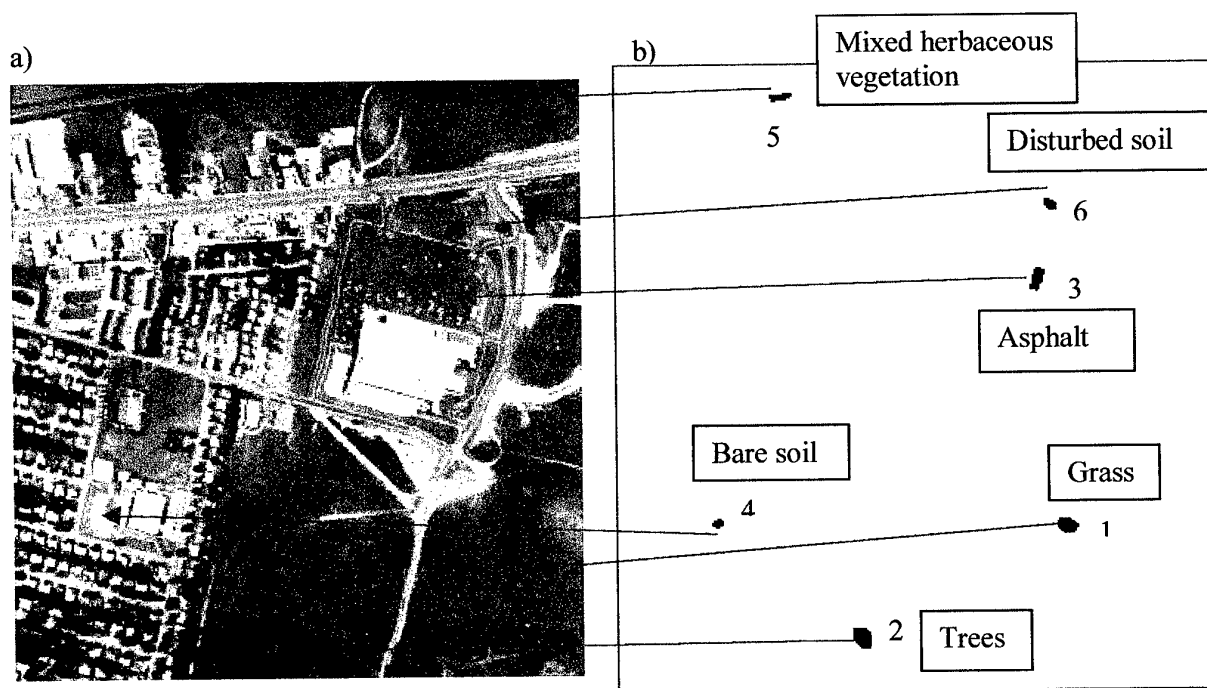 a)
b)
Mixed herbaceous
vegetation
5
Disturbed soil
6
3
Asphalt
Bare soil
4
Grass
1
2
Trees